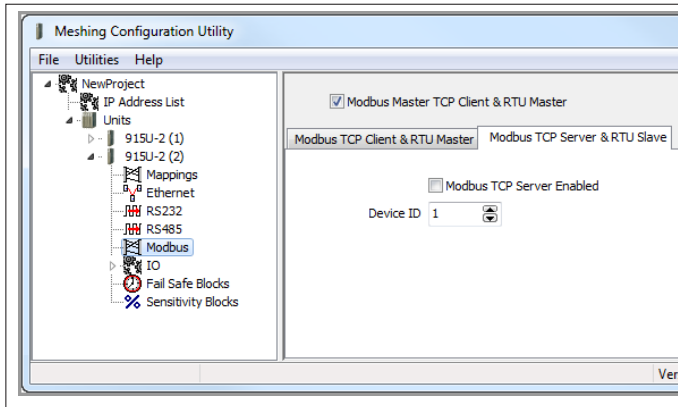 Meshing Configuration Utility
File Utilities Help
NewProject
IP Address List
Units
915U-2 (1)
915U-2 (2)
Mappings
Ethernet
RS232
RS485
Modbus
IO
Fail Safe Blocks
Sensitivity Blocks
Modbus Master TCP Client & RTU Master
Modbus TCP Client & RTU Master Modbus TCP Server & RTU Slave
Modbus TCP Server Enabled
Device ID 1
Ver